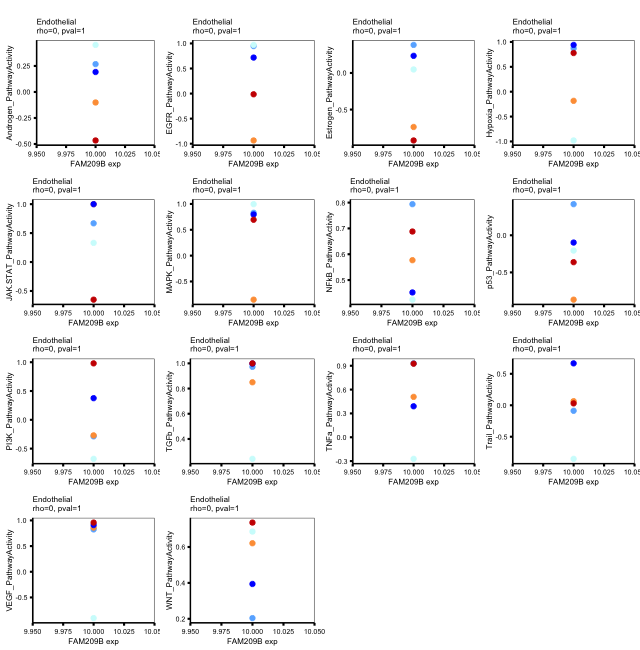 Endothelial
rho=0, pval=1
Androgen_PathwayActivity
0.25
0.00
-0.25
-0.50
9.950 9.975 10.000 10.025 10.05
FAM209B exp
Endothelial
rho=0, pval=1
EGFR_PathwayActivity
1.0
0.5
0.0
-0.5
-1.0
9.950 9.975 10.000 10.025 10.05
FAM209B exp
Endothelial
rho=0, pval=1
Estrogen_PathwayActivity
0.0
-0.5
9.950 9.975 10.000 10.025 10.05
FAM209B exp
Endothelial
rho=0, pval=1
Hypoxia_PathwayActivity
1.0
0.5
0.0
-0.5
-1.0
9.950 9.975 10.000 10.025 10.05
FAM209B exp
Endothelial
rho=0, pval=1
JAK.STAT_PathwayActivity
1.0
0.5
0.0
-0.5
9.950 9.975 10.000 10.025 10.05
FAM209B exp
Endothelial
rho=0, pval=1
MAPK_PathwayActivity
1.0
0.5
0.0
-0.5
9.950 9.975 10.000 10.025 10.05
FAM209B exp
Endothelial
rho=0, pval=1
NFkB_PathwayActivity
0.8
0.7
0.6
0.5
9.950 9.975 10.000 10.025 10.05
FAM209B exp
Endothelial
rho=0, pval=1
p53_PathwayActivity
0.0
-0.5
9.950 9.975 10.000 10.025 10.05
FAM209B exp
Endothelial
rho=0, pval=1
PI3K_PathwayActivity
1.0
0.5
0.0
-0.5
9.950 9.975 10.000 10.025 10.05
FAM209B exp
Endothelial
rho=0, pval=1
TGFb_PathwayActivity
1.0
0.8
0.6
0.4
9.950 9.975 10.000 10.025 10.05
FAM209B exp
Endothelial
rho=0, pval=1
TNFa_PathwayActivity
0.9
0.6
0.3
0.0
-0.3
9.950 9.975 10.000 10.025 10.05
FAM209B exp
Endothelial
rho=0, pval=1
Trail_PathwayActivity
0.5
0.0
-0.5
9.950 9.975 10.000 10.025 10.05
FAM209B exp
Endothelial
rho=0, pval=1
VEGF_PathwayActivity
1.0
0.5
0.0
-0.5
9.950 9.975 10.000 10.025 10.05
FAM209B exp
Endothelial
rho=0, pval=1
WNT_PathwayActivity
0.6
0.4
0.2
9.950 9.975 10.000 10.025 10.050
FAM209B exp